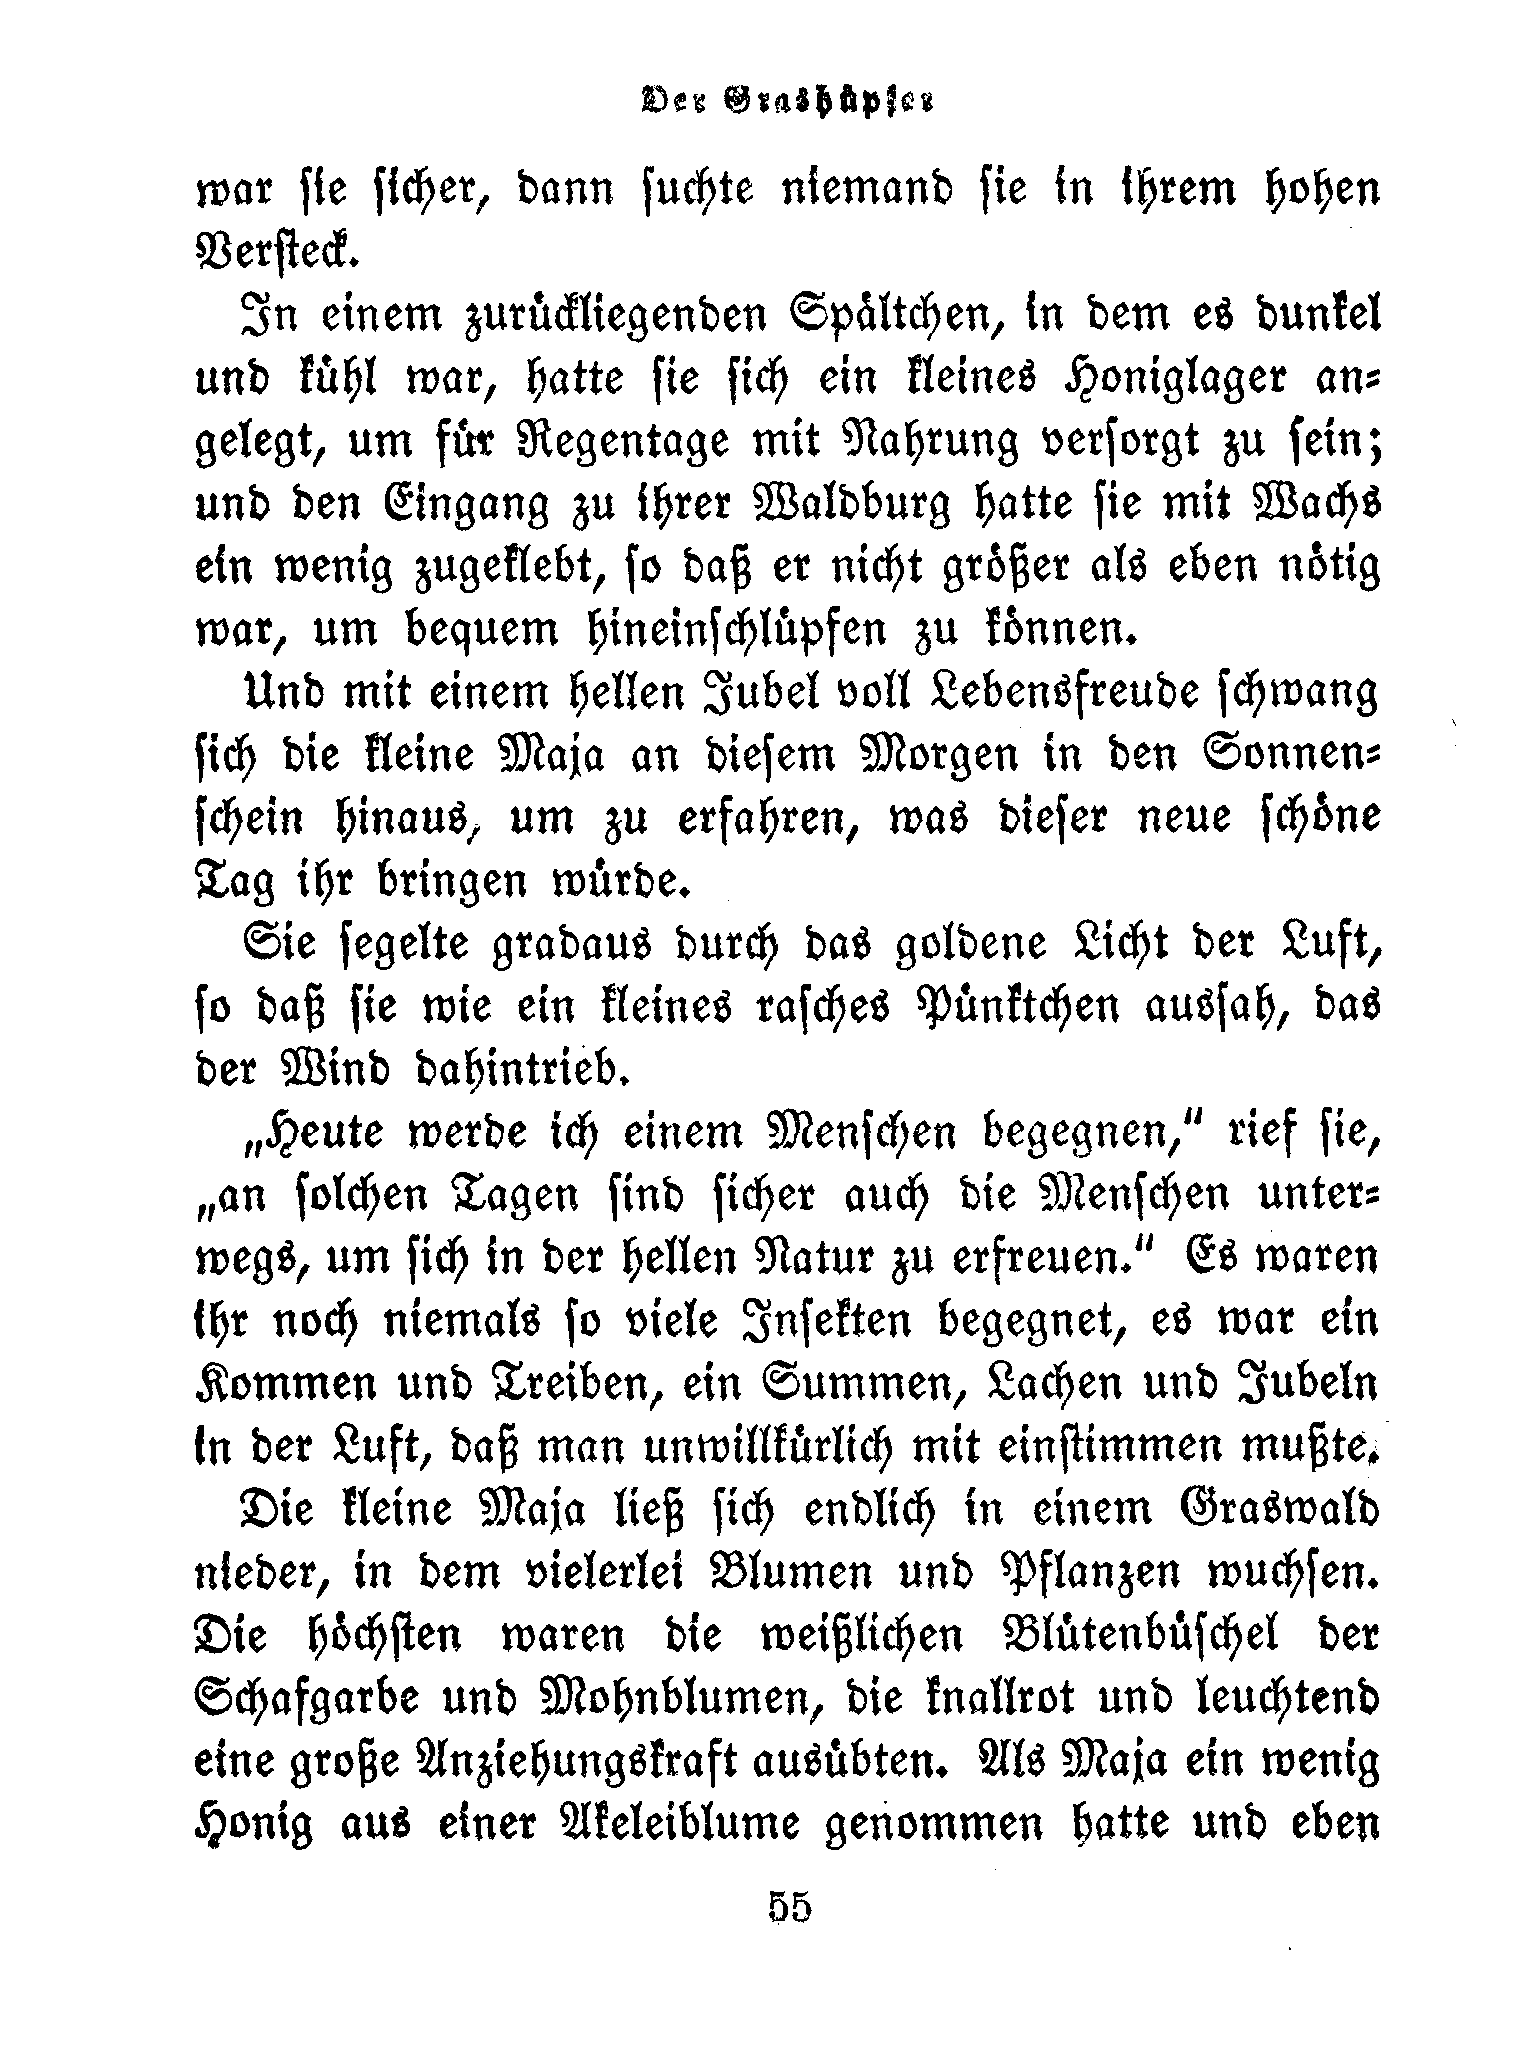 Der Grashüpfer
war sie sicher, dann suchte niemand sie in ihrem hohen
Versteck.
In einem zurückliegenden Spältchen, in dem es dunkel
und kühl war, hatte sie sich ein kleines Honiglager an-
gelegt, um für Regentage mit Nahrung versorgt zu sein;
und den Eingang zu ihrer Waldburg hatte sie mit Wachs
ein wenig zugeklebt, so daß er nicht größer als eben nötig
war, um bequem hineinschlüpfen zu können.
Und mit einem hellen Jubel voll Lebensfreude schwang
sich die kleine Maja an diesem Morgen in den Sonnen-
schein hinaus, um zu erfahren, was dieser neue schöne
Tag ihr bringen würde.
Sie segelte gradaus durch das goldene Licht der Luft,
so daß sie wie ein kleines rasches Pünktchen aussah, das
der Wind dahintrieb.
„Heute werde ich einem Menschen begegnen,“ rief sie,
„an solchen Tagen sind sicher auch die Menschen unter-
wegs, um sich in der hellen Natur zu erfreuen.“ Es waren
ihr noch niemals so viele Insekten begegnet, es war ein
Kommen und Treiben, ein Summen, Lachen und Jubeln
in der Luft, daß man unwillkürlich mit einstimmen mußte.
Die kleine Maja ließ sich endlich in einem Graswald
nieder, in dem vielerlei Blumen und Pflanzen wuchsen.
Die höchsten waren die weißlichen Blütenbüschel der
Schafgarbe und Mohnblumen, die knallrot und leuchtend
eine große Anziehungskraft ausübten. Als Maja ein wenig
Honig aus einer Akeleiblume genommen hatte und eben
55